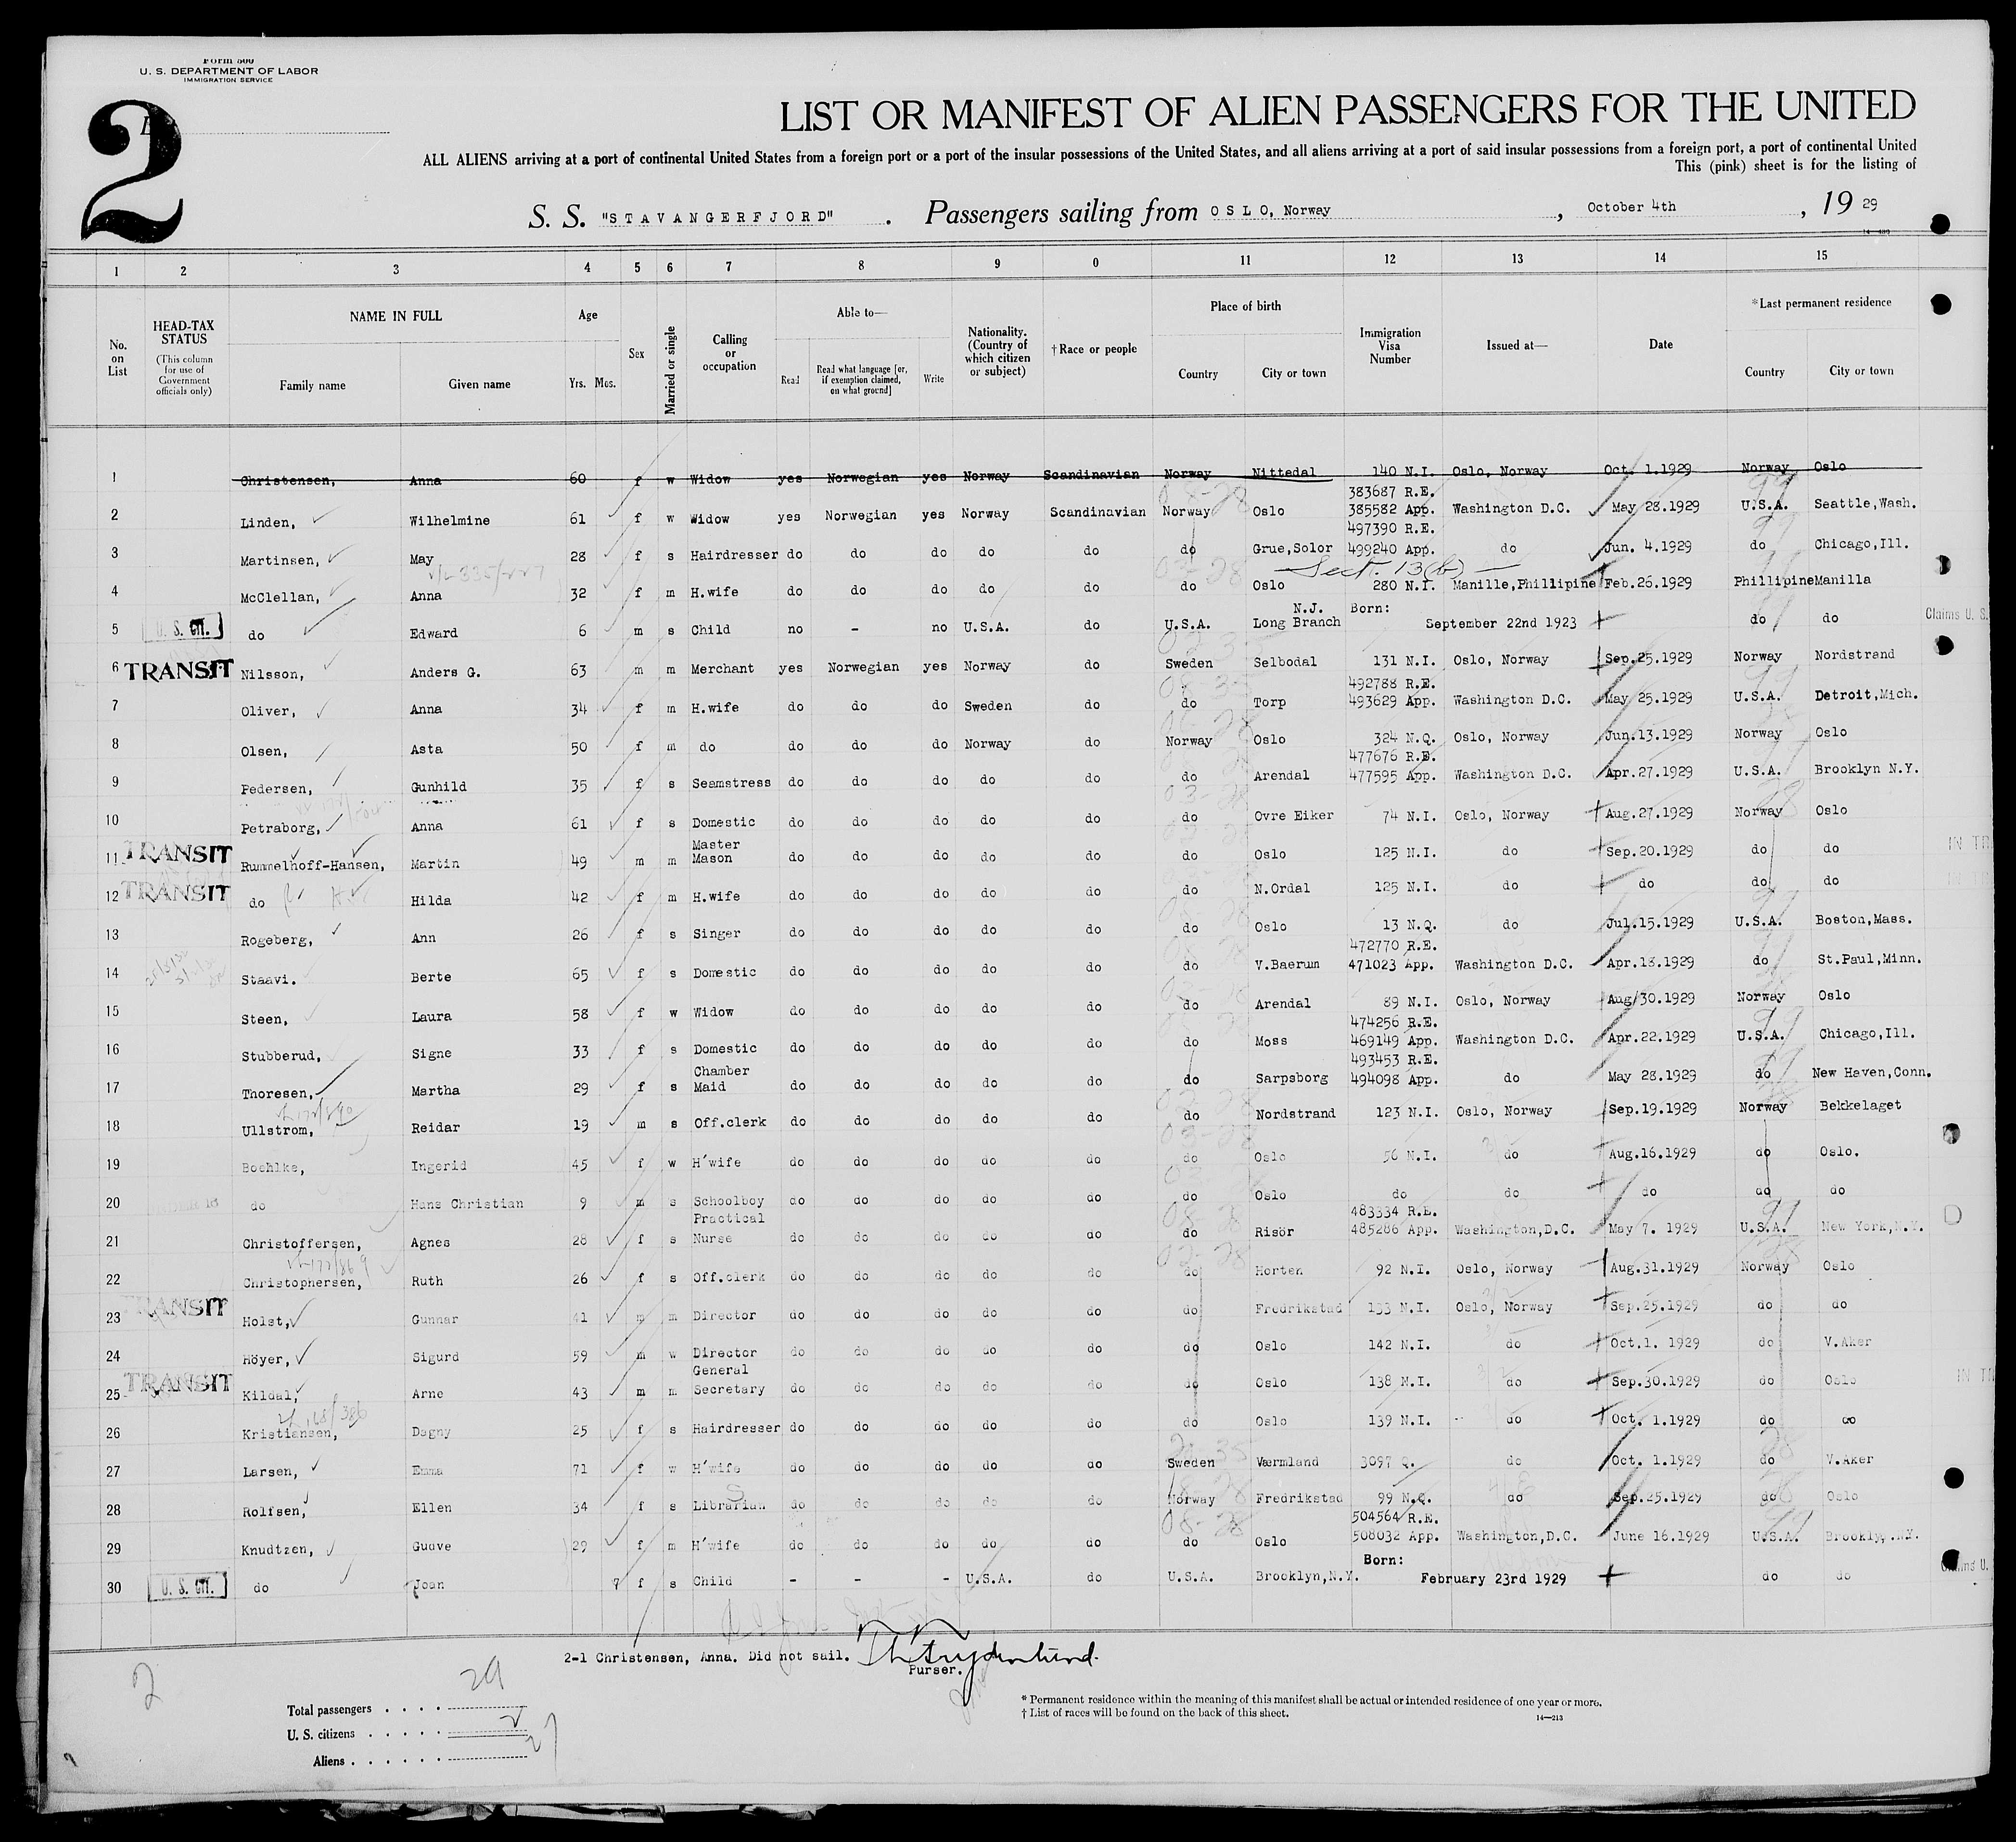 Form 500
U. S. DEPARTMENT OF LABOR
IMMIGRATION SERVICE
2
LIST OR MANIFEST OF ALIEN PASSENGERS FOR THE UNITED
ALL ALIENS arriving at a port of continental United States from a foreign port or a port of the insular possessions of the United States, and all aliens arriving at a port of said insular possessions from a foreign port, a port of continental United
This (pink) sheet is for the listing of
S. S. "STAVANGERFJORD" . Passengers sailing from OSLO, Norway , October 4th , 19 29
1 2 3 4 5 6 7 8 9 0 11 12 13 14 15
No. on List
HEAD-TAX STATUS (This column for use of Government officials only)
NAME IN FULL Family name Given name
Age Yrs. Mos.
Sex
Married or single
Calling or occupation
Able to— Read Read what language [or, if exemption claimed, on what ground] Write
Nationality. (Country of which citizen or subject)
†Race or people
Place of birth Country City or town
Immigration Visa Number
Issued at—
Date
*Last permanent residence Country City or town
1 Christensen, Anna 60 f w Widow yes Norwegian yes Norway Scandinavian Norway Nittedal 140 N.I. Oslo, Norway Oct. 1.1929 Norway Oslo
383687 R.E.
2 Linden, Wilhelmine 61 f w Widow yes Norwegian yes Norway Scandinavian Norway Oslo 385582 App. Washington D.C. May 28.1929 U.S.A. Seattle,Wash.
497390 R.E.
3 Martinsen, May 28 f s Hairdresser do do do do do do Grue,Solor 499240 App. do Jun. 4.1929 do Chicago,Ill.
Sect. 13(b)
4 McClellan, Anna 32 f m H.wife do do do do do do Oslo 280 N.I. Manille,Phillipine Feb.26.1929 Phillipine Manilla
N.J. Born:
5 U. S. CIT. do Edward 6 m s Child no - no U.S.A. do U.S.A. Long Branch September 22nd 1923 do do Claims U. S.
6 TRANSIT Nilsson, Anders G. 63 m m Merchant yes Norwegian yes Norway do Sweden Selbodal 131 N.I. Oslo, Norway Sep.25.1929 Norway Nordstrand
492788 R.E.
7 Oliver, Anna 34 f m H.wife do do do Sweden do do Torp 493629 App. Washington D.C. May 25.1929 U.S.A. Detroit,Mich.
8 Olsen, Asta 50 f m do do do do Norway do Norway Oslo 324 N.Q. Oslo, Norway Jun.13.1929 Norway Oslo
477676 R.E.
9 Pedersen, Gunhild 35 f s Seamstress do do do do do do Arendal 477595 App. Washington D.C. Apr.27.1929 U.S.A. Brooklyn N.Y.
10 Petraborg, Anna 61 f s Domestic do do do do do do Ovre Eiker 74 N.I. Oslo, Norway Aug.27.1929 Norway Oslo
Master
11 TRANSIT Rummelhoff-Hansen, Martin 49 m m Mason do do do do do do Oslo 125 N.I. do Sep.20.1929 do do
12 TRANSIT do Hilda 42 f m H.wife do do do do do do N.Ordal 125 N.I. do do do do
13 Rogeberg, Ann 26 f s Singer do do do do do do Oslo 13 N.Q. do Jul.15.1929 U.S.A. Boston,Mass.
472770 R.E.
14 Staavi. Berte 65 f s Domestic do do do do do do V.Baerum 471023 App. Washington D.C. Apr.18.1929 do St.Paul,Minn.
15 Steen, Laura 58 f w Widow do do do do do do Arendal 89 N.I. Oslo, Norway Aug/30.1929 Norway Oslo
474256 R.E.
16 Stubberud, Signe 33 f s Domestic do do do do do do Moss 469149 App. Washington D.C. Apr.22.1929 U.S.A. Chicago,Ill.
Chamber 493453 R.E.
17 Thoresen, Martha 29 f s Maid do do do do do do Sarpsborg 494098 App. do May 28.1929 do New Haven,Conn.
18 Ullstrom, Reidar 19 m s Off.clerk do do do do do do Nordstrand 123 N.I. Oslo, Norway Sep.19.1929 Norway Bekkelaget
19 Boehlke, Ingerid 45 f w H'wife do do do do do do Oslo 56 N.I. do Aug.16.1929 do Oslo.
20 do Hans Christian 9 m s Schoolboy do do do do do do Oslo do do do do do
Practical 483334 R.E.
21 Christoffersen, Agnes 28 f s Nurse do do do do do do Risör 485286 App. Washington,D.C. May 7. 1929 U.S.A. New York,N.Y.
22 Christophersen, Ruth 26 f s Off.clerk do do do do do do Horten 92 N.I. Oslo, Norway Aug.31.1929 Norway Oslo
23 TRANSIT Holst, Gunnar 41 m m Director do do do do do do Fredrikstad 133 N.I. Oslo, Norway Sep.25.1929 do do
24 Höyer, Sigurd 59 m w Director do do do do do do Oslo 142 N.I. do Oct.1. 1929 do V.Aker
General
25 TRANSIT Kildal, Arne 43 m m Secretary do do do do do do Oslo 138 N.I. do Sep.30.1929 do Oslo
26 Kristiansen, Dagny 25 f s Hairdresser do do do do do do Oslo 139 N.I. do Oct. 1.1929 do do
27 Larsen, Emma 71 f w H'wife do do do do do Sweden Værmland 3097 Q. do Oct. 1.1929 do V.Aker
28 Rolfsen, Ellen 34 f s Librarian do do do do do Norway Fredrikstad 99 N.Q. do Sep.25.1929 do Oslo
504564 R.E.
29 Knudtzen, Guove 29 f m H'wife do do do do do do Oslo 508032 App. Washington,D.C. June 16.1929 U.S.A. Brookly,.N.Y.
Born:
30 U. S. CIT. do Joan 7 f s Child - - - U.S.A. do U.S.A. Brooklyn,N.Y. February 23rd 1929 do do
2-1 Christensen, Anna. Did not sail.
Purser.
2
Total passengers . . . . 29
U. S. citizens . . . . . 2
Aliens . . . . . . 27
* Permanent residence within the meaning of this manifest shall be actual or intended residence of one year or more.
† List of races will be found on the back of this sheet.
14—213